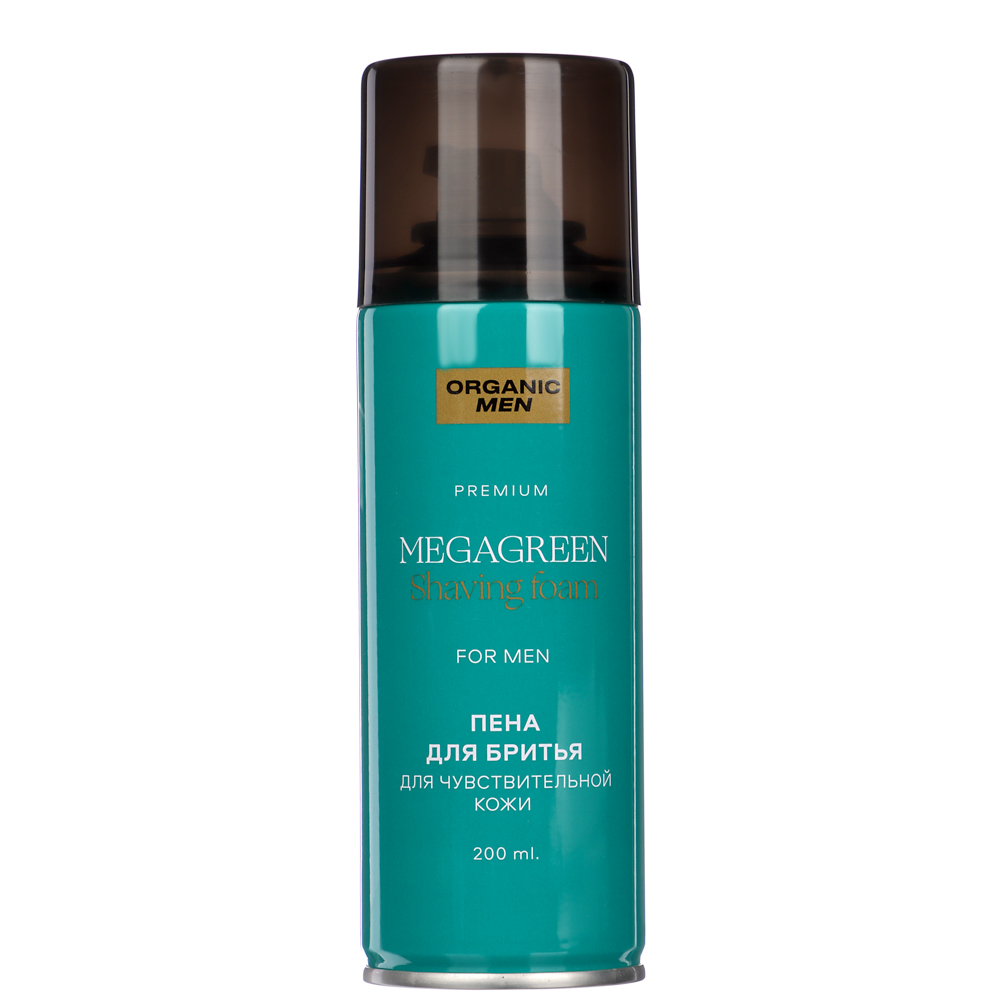 ORGANIC
MEN
PREMIUM
MEGAGREEN
Shaving foam
FOR MEN
ПЕНА
ДЛЯ БРИТЬЯ
ДЛЯ ЧУВСТВИТЕЛЬНОЙ
КОЖИ
200 ml.